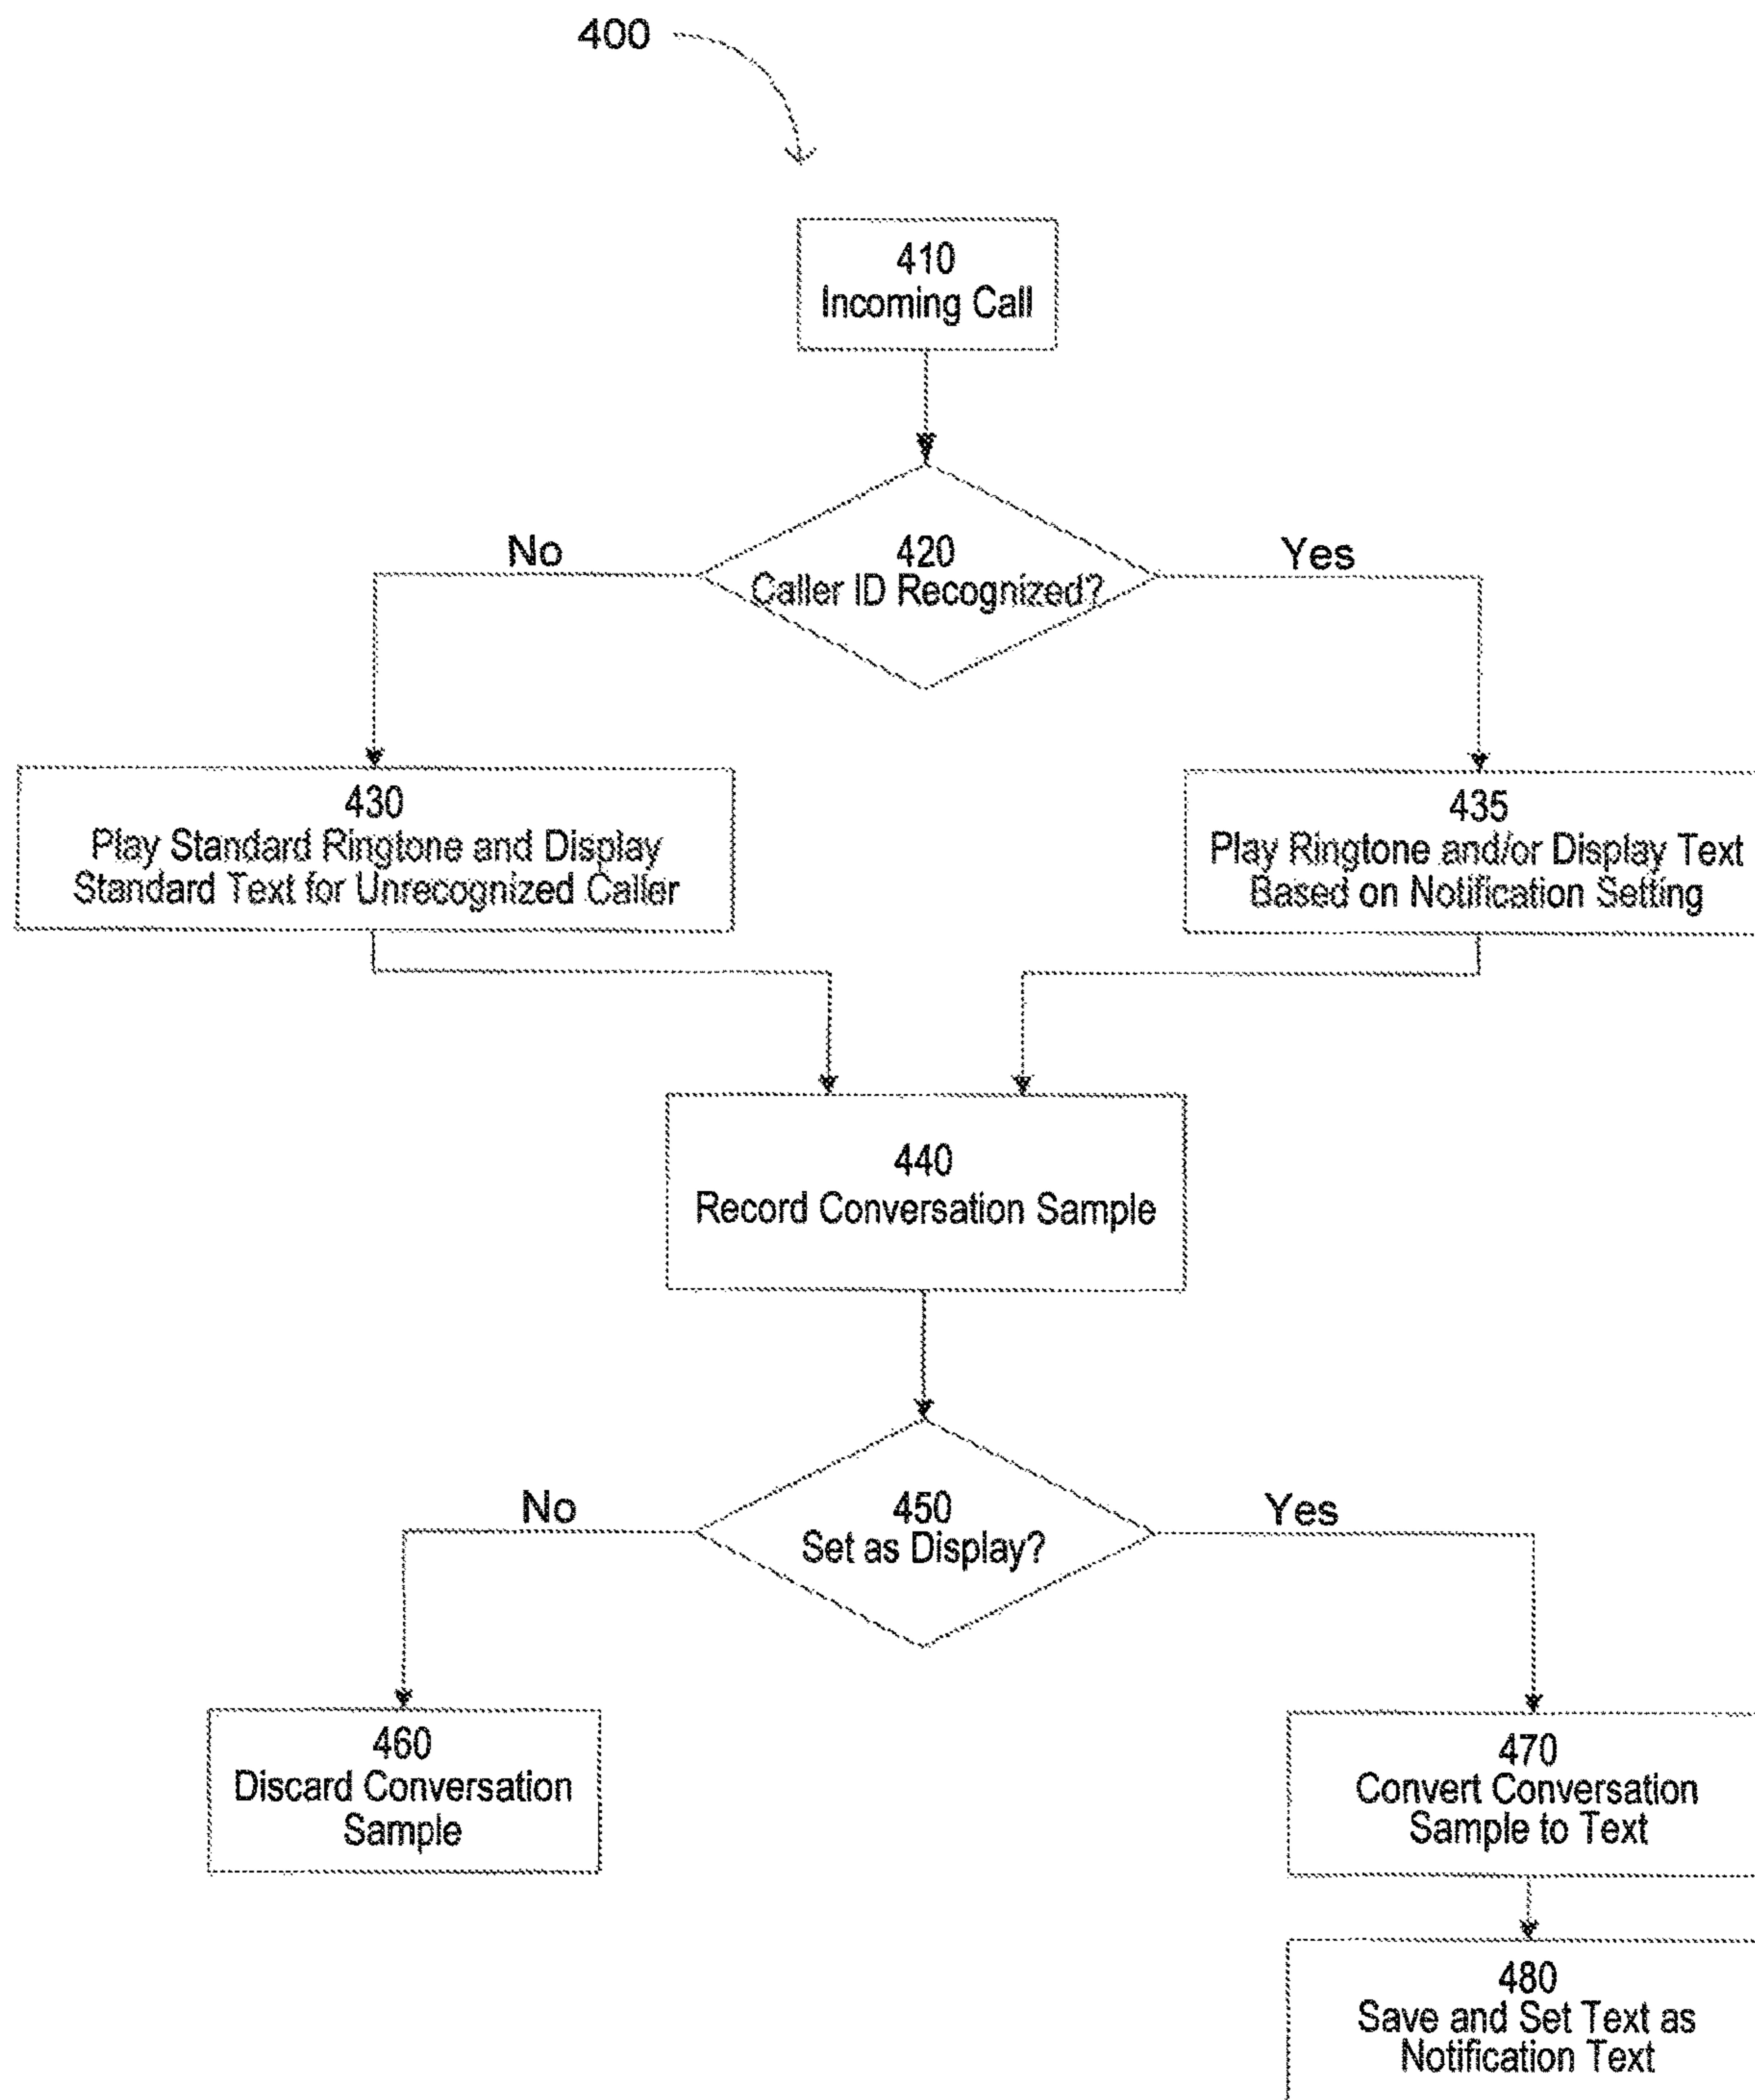 400
410
Incoming Call
420
Caller ID Recognized?
No
Yes
430
Play Standard Ringtone and Display
Standard Text for Unrecognized Caller
435
Play Ringtone and/or Display Text
Based on Notification Setting
440
Record Conversation Sample
450
Set as Display?
No
Yes
460
Discard Conversation
Sample
470
Convert Conversation
Sample to Text
480
Save and Set Text as
Notification Text